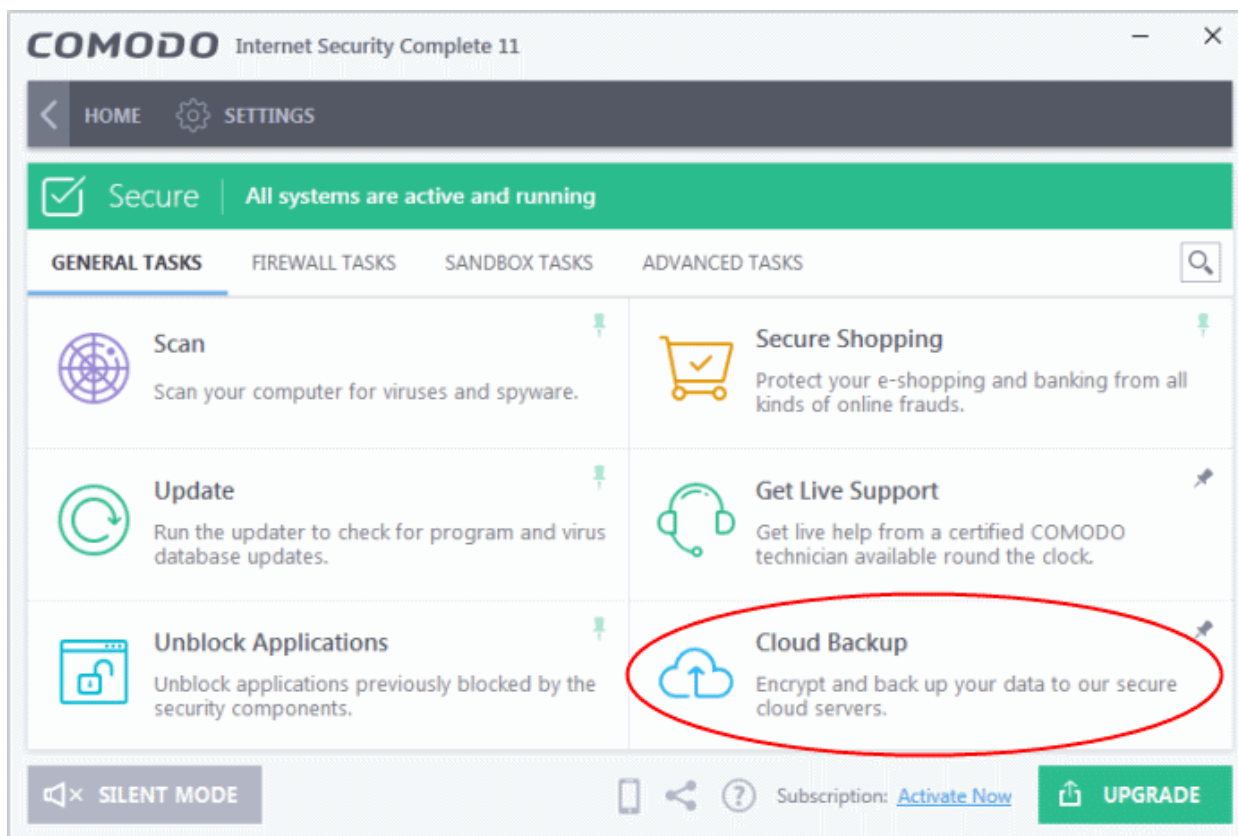 COMODO Internet Security Complete 11
HOME SETTINGS
Secure All systems are active and running
GENERAL TASKS FIREWALL TASKS SANDBOX TASKS ADVANCED TASKS
Scan
Scan your computer for viruses and spyware.
Secure Shopping
Protect your e-shopping and banking from all
kinds of online frauds.
Update
Run the updater to check for program and virus
database updates.
Get Live Support
Get live help from a certified COMODO
technician available round the clock.
Unblock Applications
Unblock applications previously blocked by the
security components.
Cloud Backup
Encrypt and back up your data to our secure
cloud servers.
SILENT MODE ? Subscription: Activate Now UPGRADE